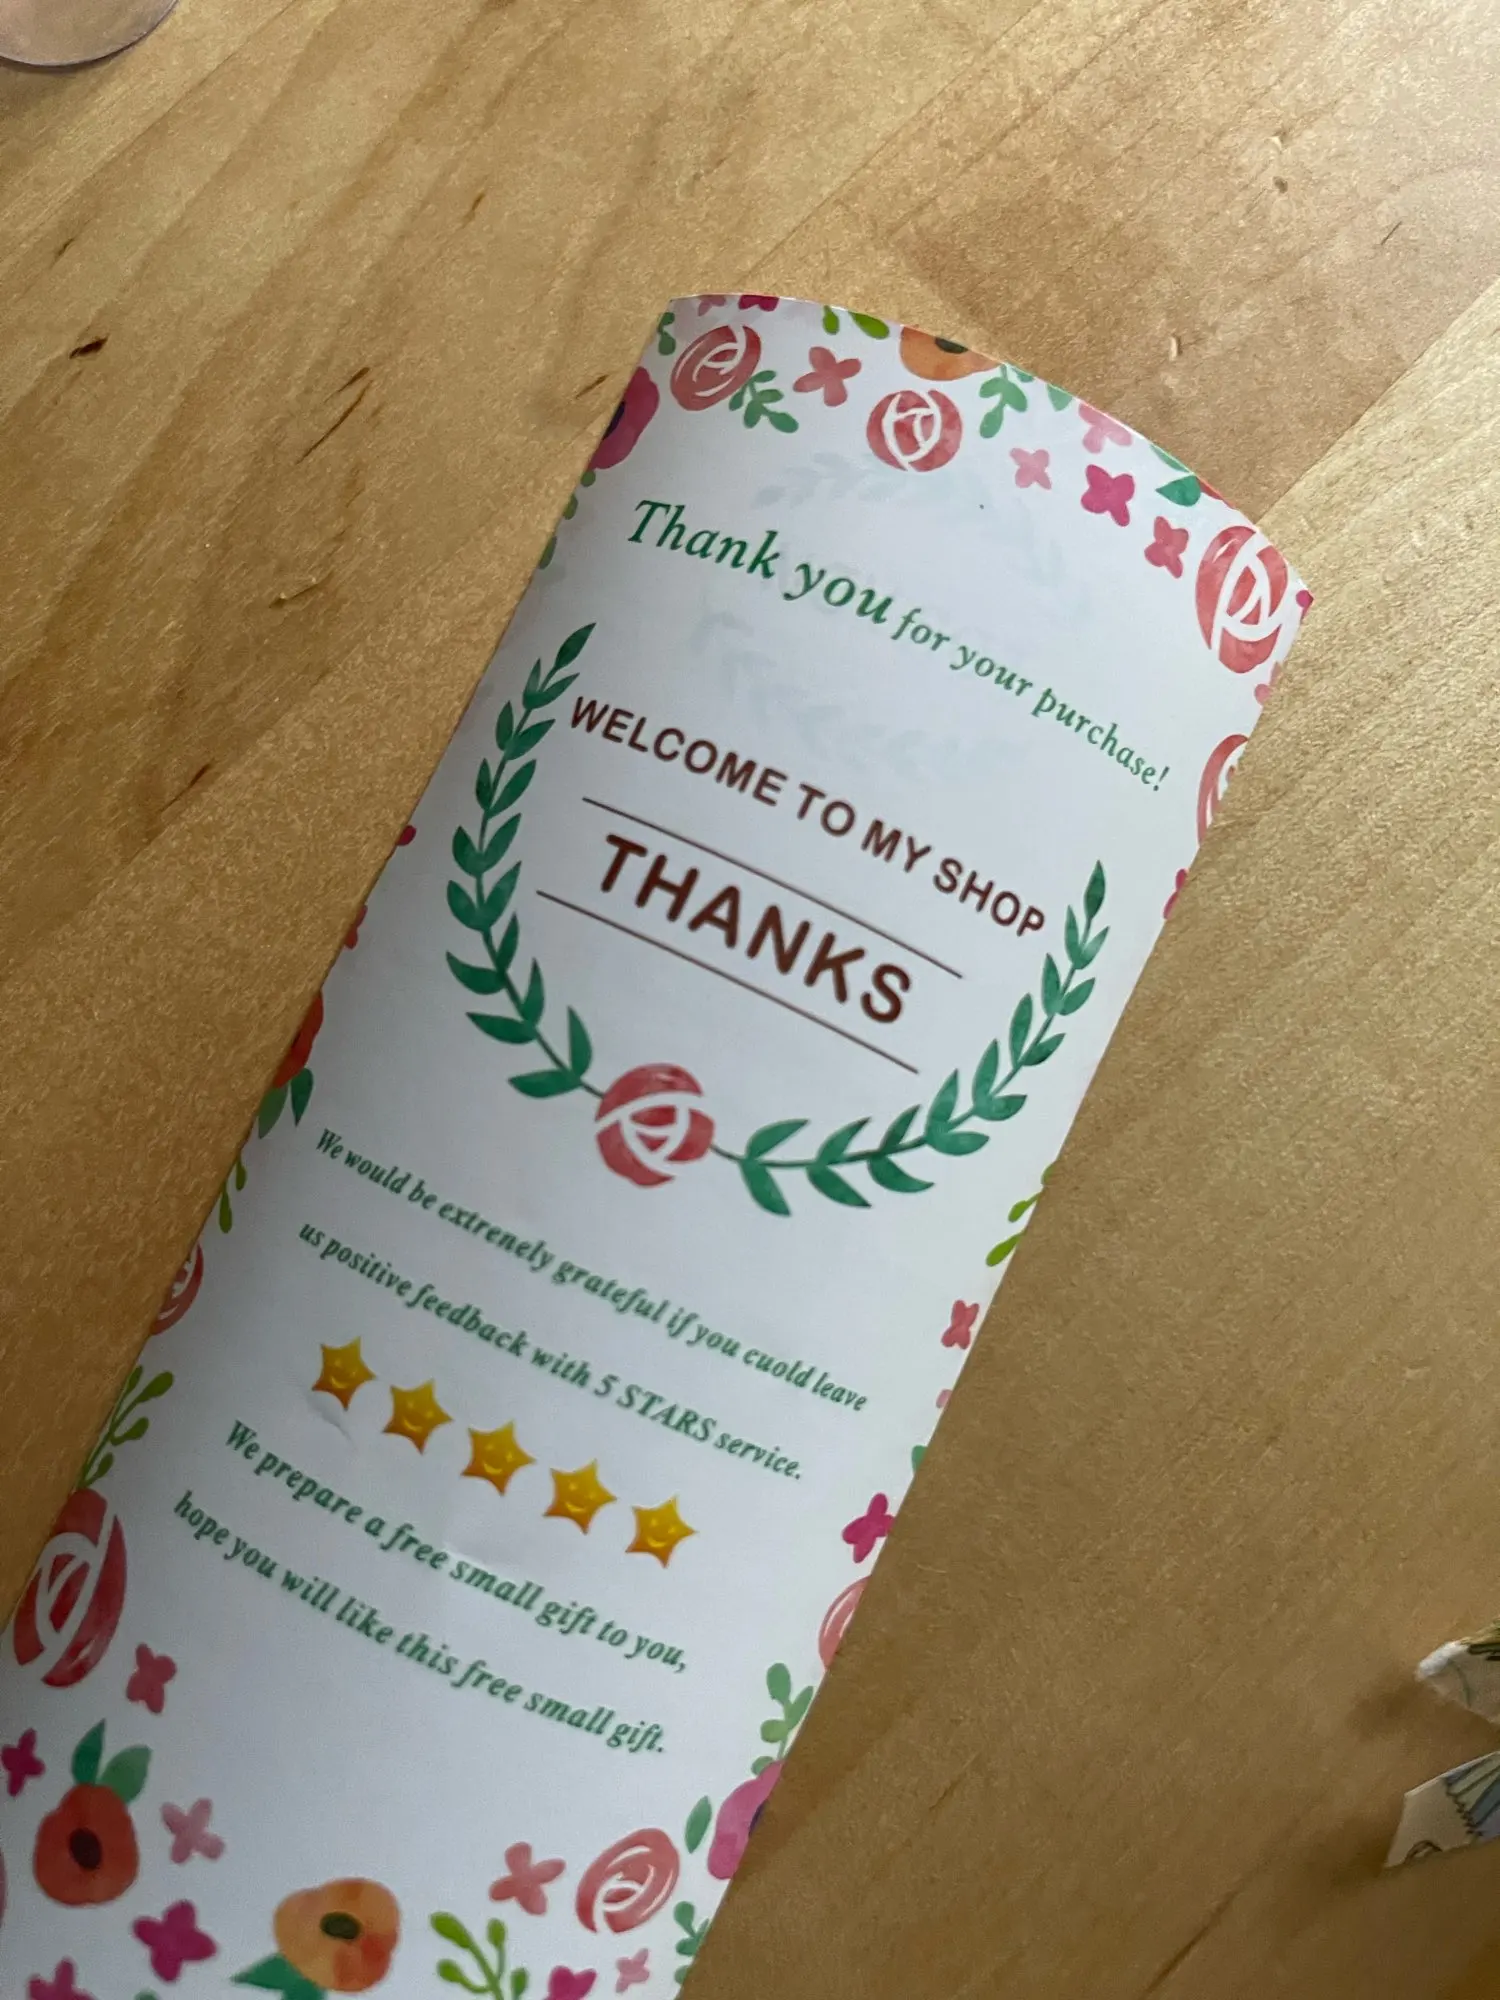 Thank you for your purchase!
WELCOME TO MY SHOP
THANKS
We would be extrenely grateful if you cuold leave
us positive feedback with 5 STARS service.
We prepare a free small gift to you,
hope you will like this free small gift.